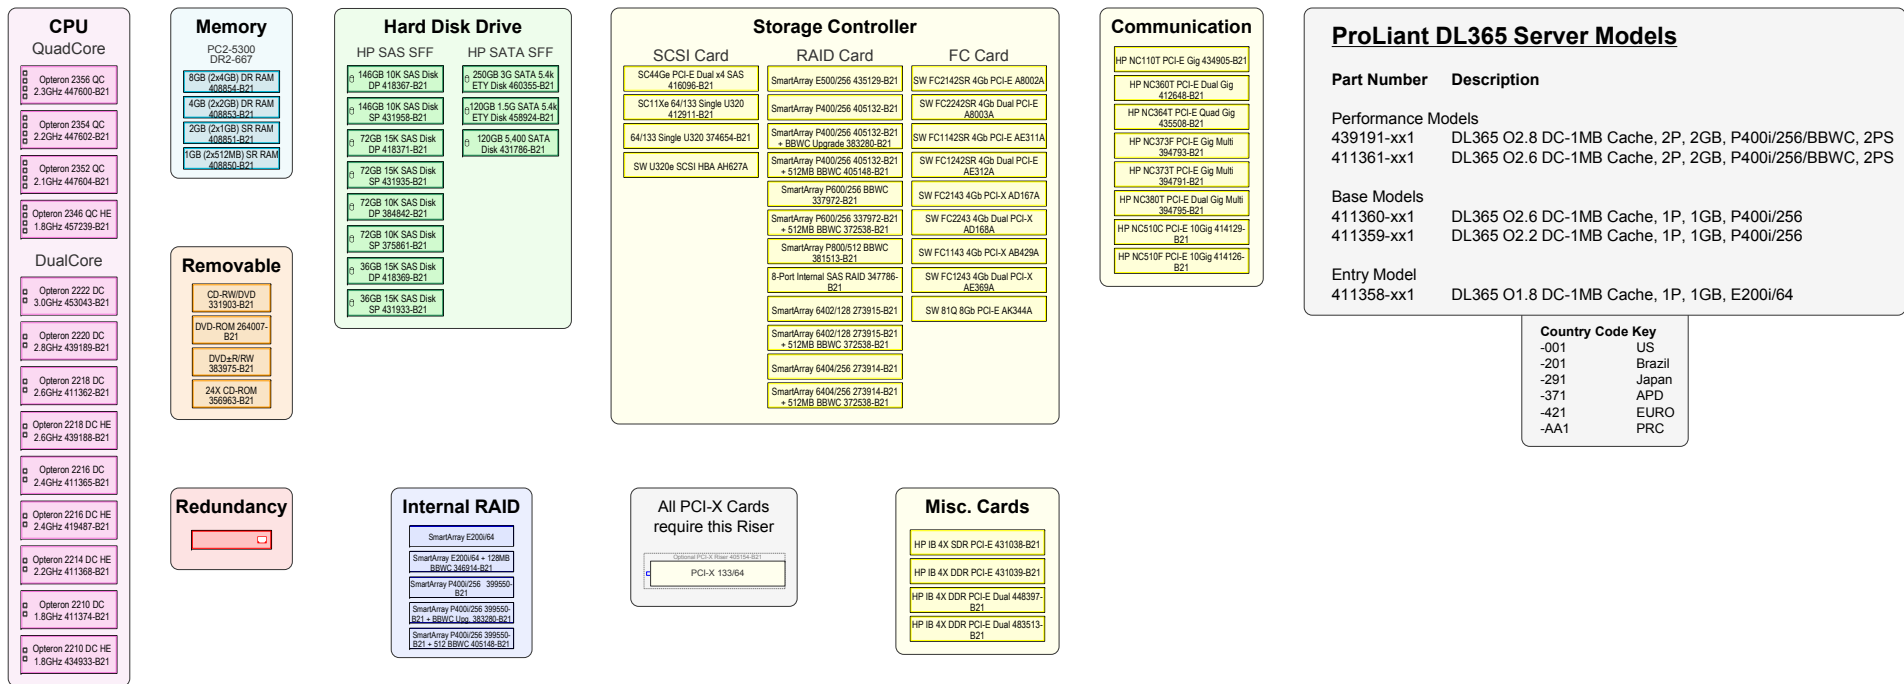 CPU
QuadCore
Opteron 2356 QC
2.3GHz 447600-B21
Opteron 2354 QC
2.2GHz 447602-B21
Opteron 2352 QC
2.1GHz 447604-B21
Opteron 2346 QC HE
1.8GHz 457239-B21
DualCore
Opteron 2222 DC
3.0GHz 453043-B21
Opteron 2220 DC
2.8GHz 439189-B21
Opteron 2218 DC
2.6GHz 411362-B21
Opteron 2218 DC HE
2.6GHz 439188-B21
Opteron 2216 DC
2.4GHz 411365-B21
Opteron 2216 DC HE
2.4GHz 419487-B21
Opteron 2214 DC HE
2.2GHz 411368-B21
Opteron 2210 DC
1.8GHz 411374-B21
Opteron 2210 DC HE
1.8GHz 434933-B21
Memory
PC2-5300
DR2-667
8GB (2x4GB) DR RAM
408854-B21
4GB (2x2GB) DR RAM
408853-B21
2GB (2x1GB) SR RAM
408851-B21
1GB (2x512MB) SR RAM
408850-B21
Removable
CD-RW/DVD
331903-B21
DVD-ROM 264007-
B21
DVD±R/RW
383975-B21
24X CD-ROM
356963-B21
Redundancy
Hard Disk Drive
HP SAS SFF
146GB 10K SAS Disk
DP 418367-B21
146GB 10K SAS Disk
SP 431958-B21
72GB 15K SAS Disk
DP 418371-B21
72GB 15K SAS Disk
SP 431935-B21
72GB 10K SAS Disk
DP 384842-B21
72GB 10K SAS Disk
SP 375861-B21
36GB 15K SAS Disk
DP 418369-B21
36GB 15K SAS Disk
SP 431933-B21
HP SATA SFF
250GB 3G SATA 5.4k
ETY Disk 460355-B21
120GB 1.5G SATA 5.4k
ETY Disk 458924-B21
120GB 5,400 SATA
Disk 431786-B21
Internal RAID
SmartArray E200i/64
SmartArray E200i/64 + 128MB
BBWC 346914-B21
SmartArray P400i/256 399550-
B21
SmartArray P400i/256 399550-
B21 + BBWC Upg. 383280-B21
SmartArray P400i/256 399550-
B21 + 512 BBWC 405148-B21
Storage Controller
SCSI Card
SC44Ge PCI-E Dual x4 SAS
416096-B21
SC11Xe 64/133 Single U320
412911-B21
64/133 Single U320 374654-B21
SW U320e SCSI HBA AH627A
RAID Card
SmartArray E500/256 435129-B21
SmartArray P400/256 405132-B21
SmartArray P400/256 405132-B21
+ BBWC Upgrade 383280-B21
SmartArray P400/256 405132-B21
+ 512MB BBWC 405148-B21
SmartArray P600/256 BBWC
337972-B21
SmartArray P600/256 337972-B21
+ 512MB BBWC 372538-B21
SmartArray P800/512 BBWC
381513-B21
8-Port Internal SAS RAID 347786-
B21
SmartArray 6402/128 273915-B21
SmartArray 6402/128 273915-B21
+ 512MB BBWC 372538-B21
SmartArray 6404/256 273914-B21
SmartArray 6404/256 273914-B21
+ 512MB BBWC 372538-B21
FC Card
SW FC2142SR 4Gb PCI-E A8002A
SW FC2242SR 4Gb Dual PCI-E
A8003A
SW FC1142SR 4Gb PCI-E AE311A
SW FC1242SR 4Gb Dual PCI-E
AE312A
SW FC2143 4Gb PCI-X AD167A
SW FC2243 4Gb Dual PCI-X
AD168A
SW FC1143 4Gb PCI-X AB429A
SW FC1243 4Gb Dual PCI-X
AE369A
SW 81Q 8Gb PCI-E AK344A
All PCI-X Cards
require this Riser
Optional PCI-X Riser 405154-B21
PCI-X 133/64
Misc. Cards
HP IB 4X SDR PCI-E 431038-B21
HP IB 4X DDR PCI-E 431039-B21
HP IB 4X DDR PCI-E Dual 448397-
B21
HP IB 4X DDR PCI-E Dual 483513-
B21
Communication
HP NC110T PCI-E Gig 434905-B21
HP NC360T PCI-E Dual Gig
412648-B21
HP NC364T PCI-E Quad Gig
435508-B21
HP NC373F PCI-E Gig Multi
394793-B21
HP NC373T PCI-E Gig Multi
394791-B21
HP NC380T PCI-E Dual Gig Multi
394795-B21
HP NC510C PCI-E 10Gig 414129-
B21
HP NC510F PCI-E 10Gig 414126-
B21
ProLiant DL365 Server Models
Part Number Description
Performance Models
439191-xx1 DL365 O2.8 DC-1MB Cache, 2P, 2GB, P400i/256/BBWC, 2PS
411361-xx1 DL365 O2.6 DC-1MB Cache, 2P, 2GB, P400i/256/BBWC, 2PS
Base Models
411360-xx1 DL365 O2.6 DC-1MB Cache, 1P, 1GB, P400i/256
411359-xx1 DL365 O2.2 DC-1MB Cache, 1P, 1GB, P400i/256
Entry Model
411358-xx1 DL365 O1.8 DC-1MB Cache, 1P, 1GB, E200i/64
Country Code Key
-001 US
-201 Brazil
-291 Japan
-371 APD
-421 EURO
-AA1 PRC